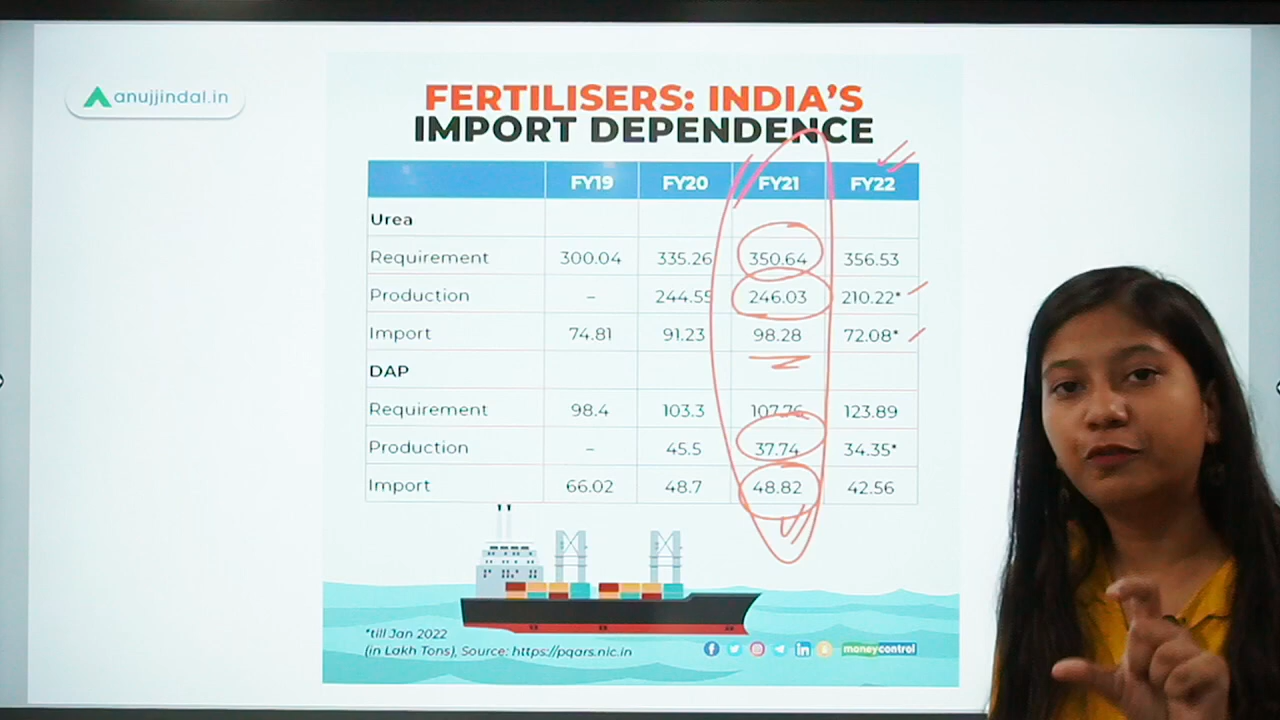 anujjindal.in
FERTILISERS: INDIA'S
IMPORT DEPENDENCE
FY19 FY20 FY21 FY22
Urea
Requirement 300.04 335.26 350.64 356.53
Production – 244.55 246.03 210.22*
Import 74.81 91.23 98.28 72.08*
DAP
Requirement 98.4 103.3 107.76 123.89
Production – 45.5 37.74 34.35*
Import 66.02 48.7 48.82 42.56
*till Jan 2022
(in Lakh Tons), Source: https://pqars.nic.in
moneycontrol